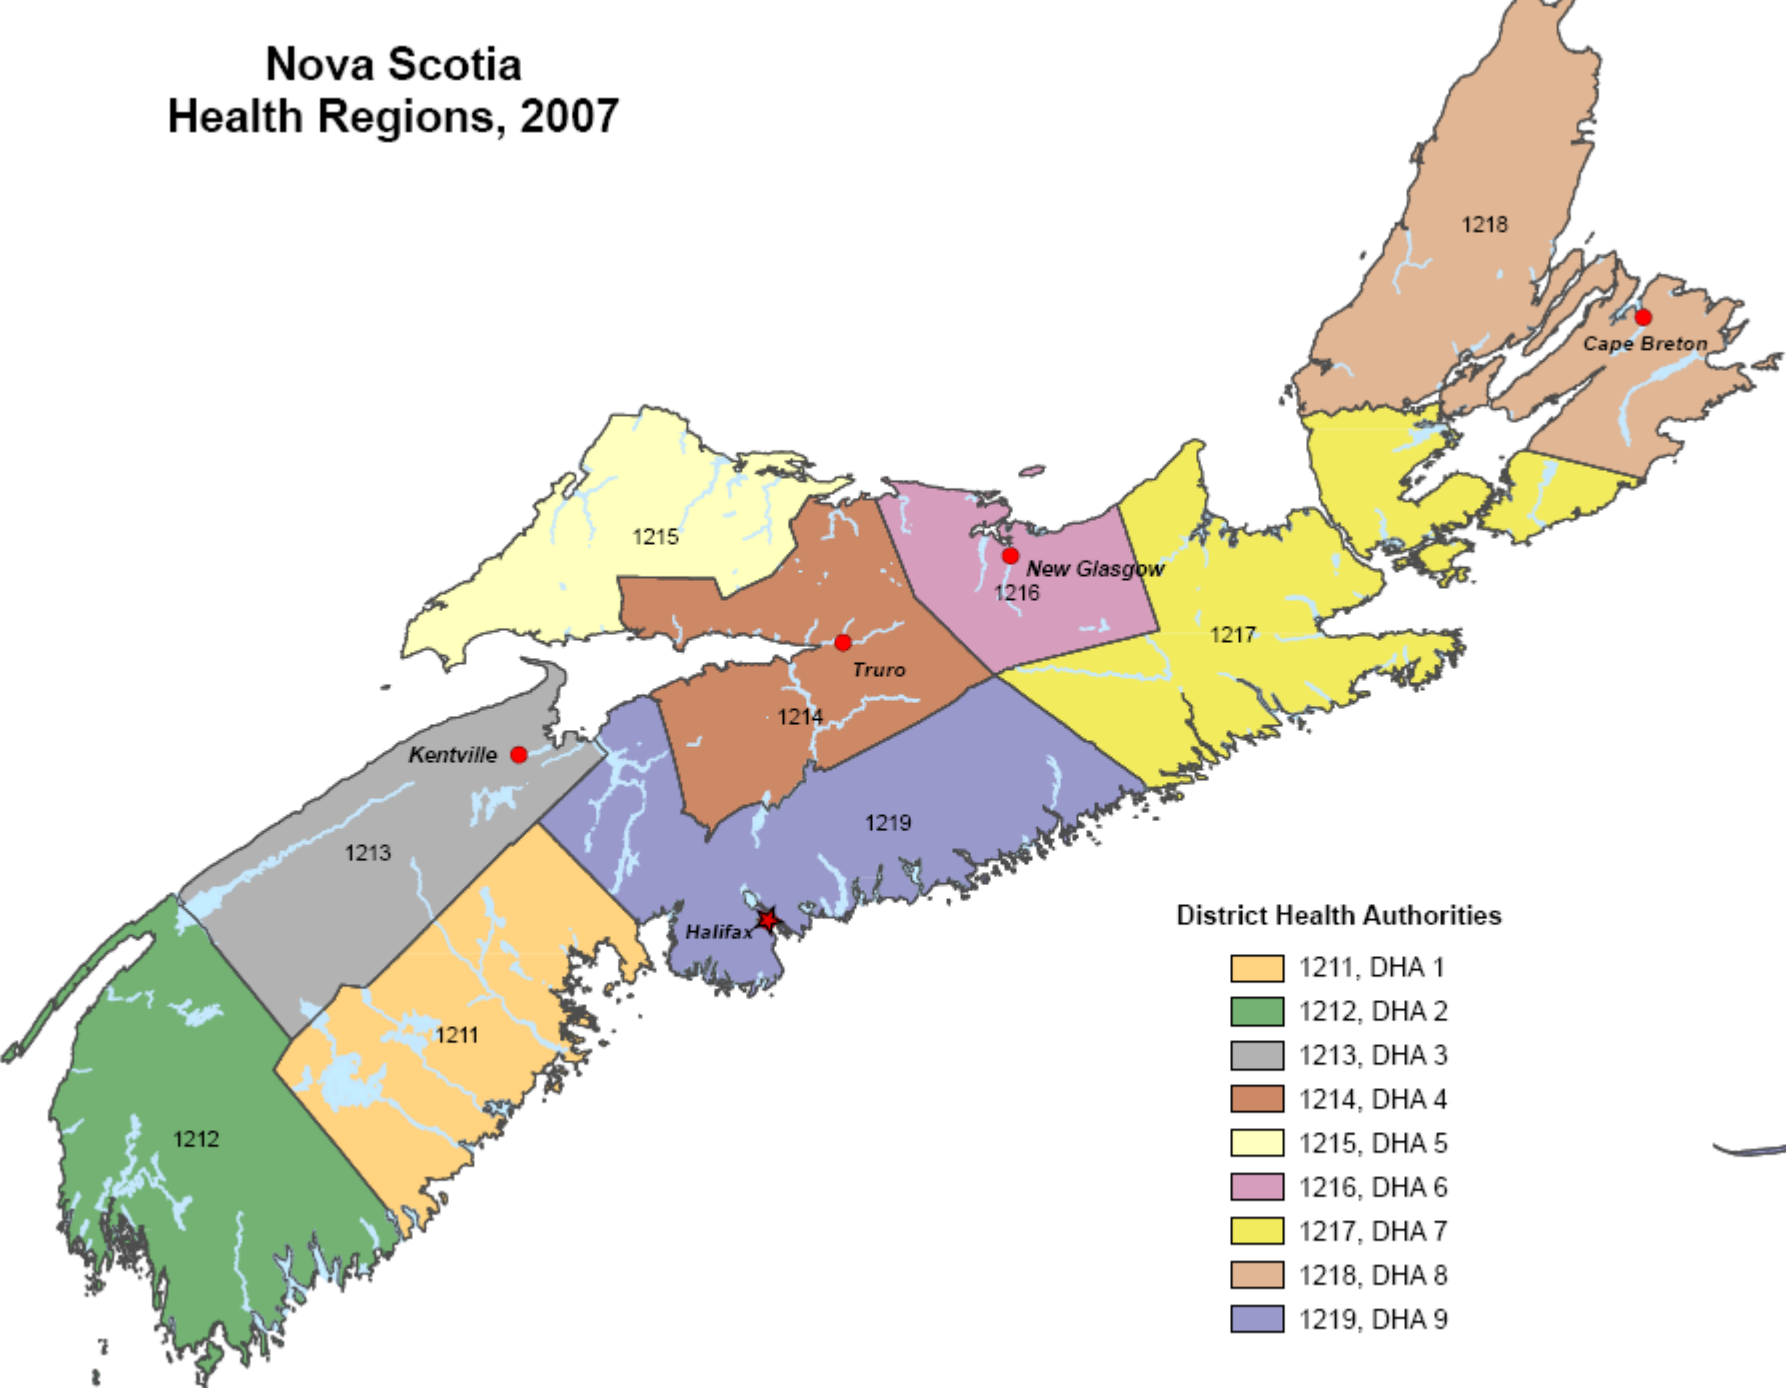 Nova Scotia
Health Regions, 2007
1218
Cape Breton
1215
New Glasgow
1216
1217
Truro
1214
Kentville
1219
1213
Halifax
1211
1212
District Health Authorities
1211, DHA 1
1212, DHA 2
1213, DHA 3
1214, DHA 4
1215, DHA 5
1216, DHA 6
1217, DHA 7
1218, DHA 8
1219, DHA 9